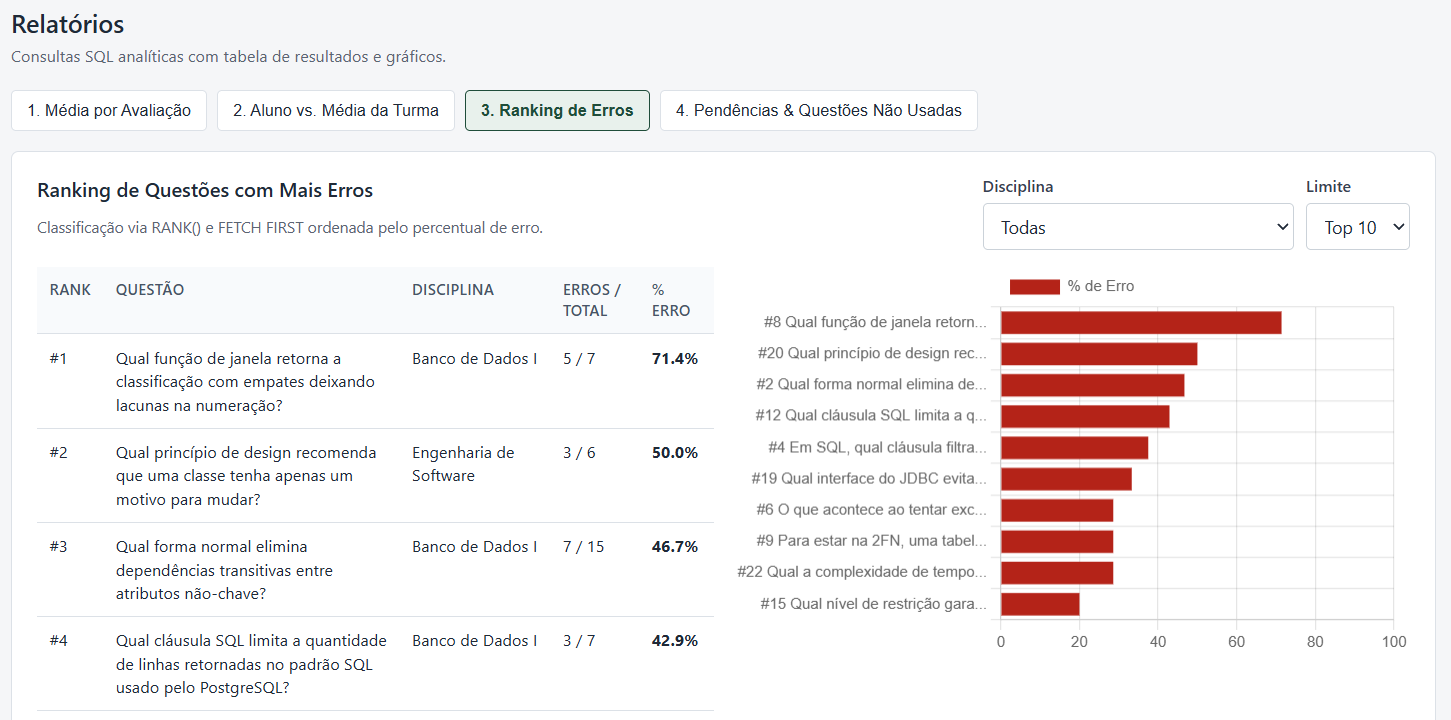 Relatórios
Consultas SQL analíticas com tabela de resultados e gráficos.
1. Média por Avaliação
2. Aluno vs. Média da Turma
3. Ranking de Erros
4. Pendências & Questões Não Usadas
Ranking de Questões com Mais Erros
Classificação via RANK() e FETCH FIRST ordenada pelo percentual de erro.
Disciplina
Todas
Limite
Top 10
RANK
QUESTÃO
DISCIPLINA
ERROS /
TOTAL
%
ERRO
#1
Qual função de janela retorna a
classificação com empates deixando
lacunas na numeração?
Banco de Dados I
5 / 7
71.4%
#2
Qual princípio de design recomenda
que uma classe tenha apenas um
motivo para mudar?
Engenharia de
Software
3 / 6
50.0%
#3
Qual forma normal elimina
dependências transitivas entre
atributos não-chave?
Banco de Dados I
7 / 15
46.7%
#4
Qual cláusula SQL limita a quantidade
de linhas retornadas no padrão SQL
usado pelo PostgreSQL?
Banco de Dados I
3 / 7
42.9%
% de Erro
#8 Qual função de janela retorn...
#20 Qual princípio de design rec...
#2 Qual forma normal elimina de...
#12 Qual cláusula SQL limita a q...
#4 Em SQL, qual cláusula filtra...
#19 Qual interface do JDBC evita...
#6 O que acontece ao tentar exc...
#9 Para estar na 2FN, uma tabel...
#22 Qual a complexidade de tempo...
#15 Qual nível de restrição gara...
0
20
40
60
80
100